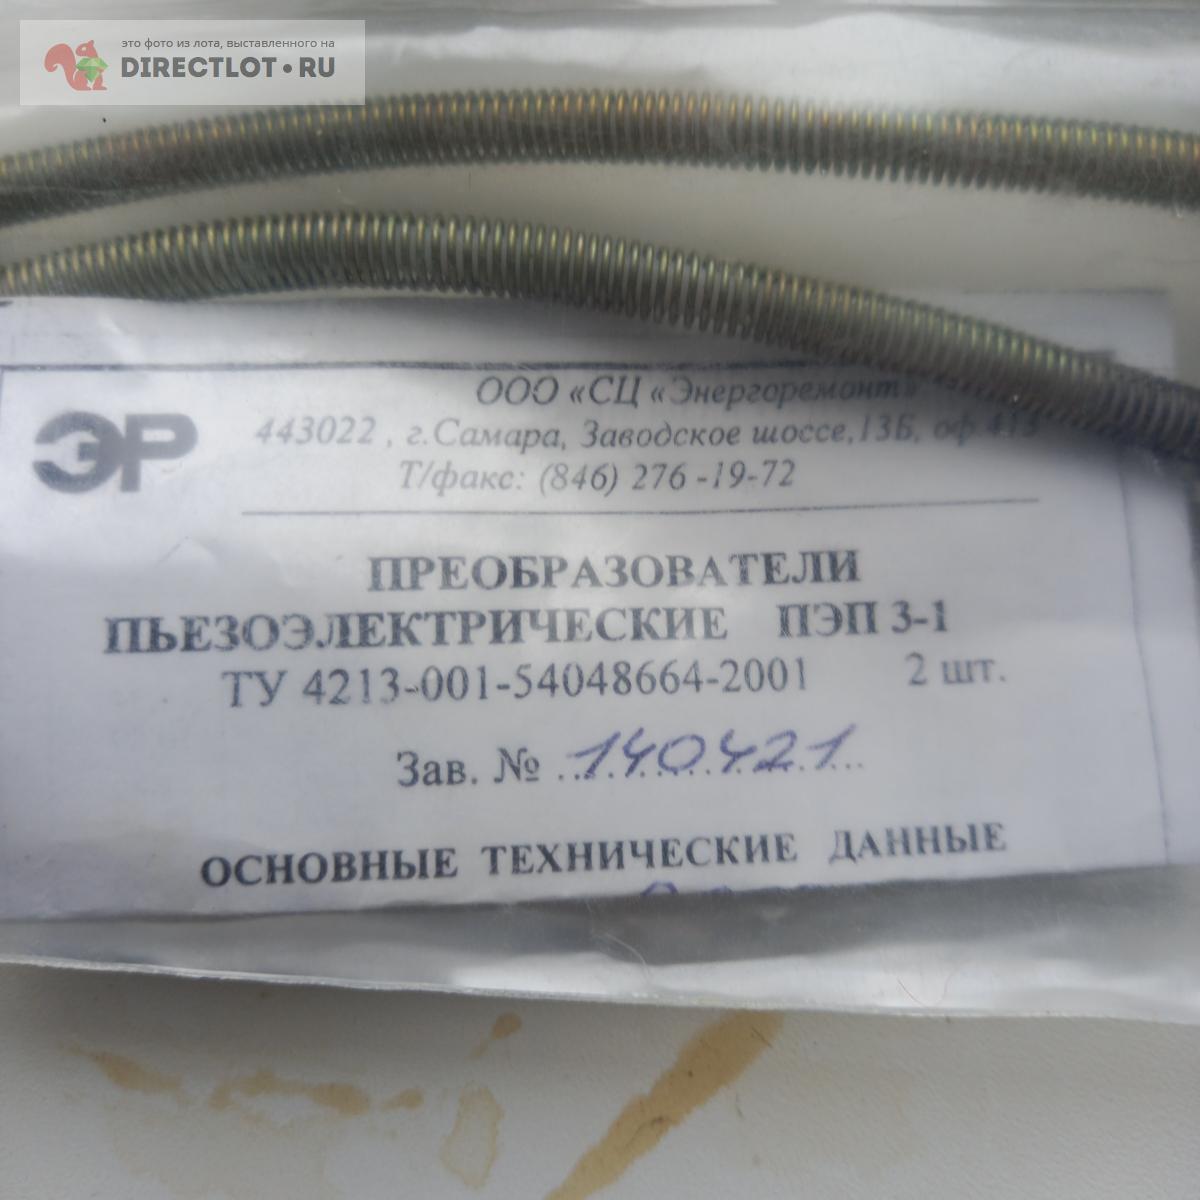 это фото из лота, выставленного на
DIRECTLOT.RU
ООО «СЦ «Энергоремонт»
ЭР
443022 , г.Самара, Заводское шоссе,13Б, оф 413
Т/факс: (846) 276 -19-72
ПРЕОБРАЗОВАТЕЛИ
ПЬЕЗОЭЛЕКТРИЧЕСКИЕ ПЭП 3-1
ТУ 4213-001-54048664-2001 2 шт.
Зав. № 140421
ОСНОВНЫЕ ТЕХНИЧЕСКИЕ ДАННЫЕ